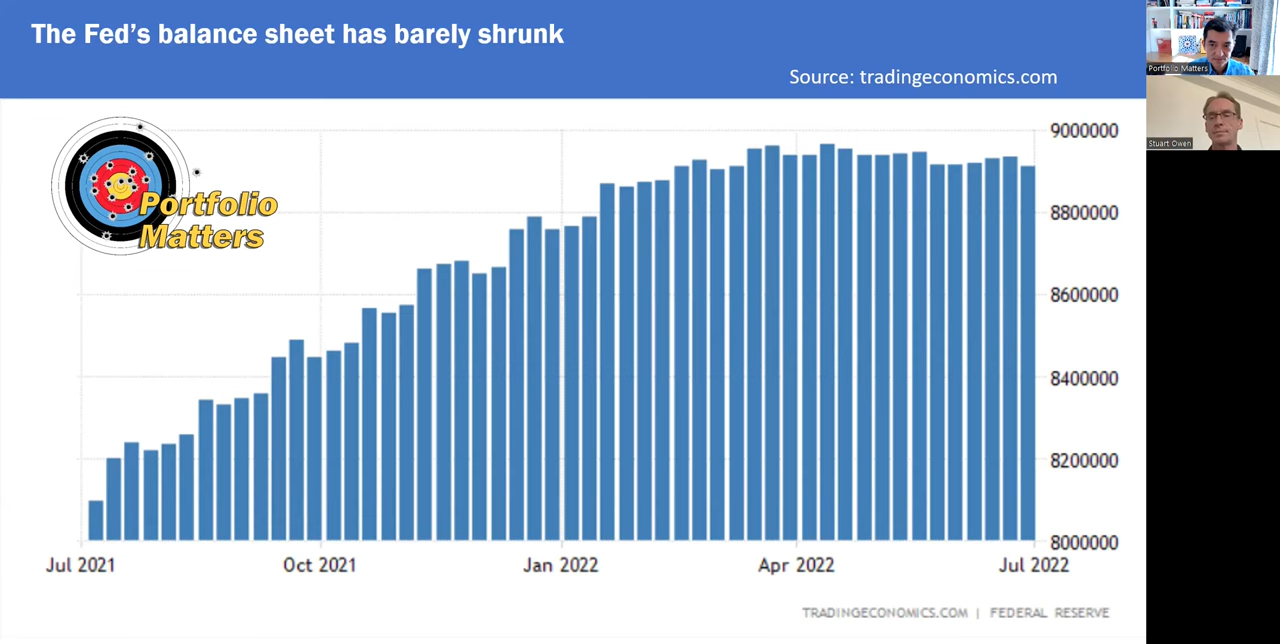 The Fed's balance sheet has barely shrunk
Source: tradingeconomics.com
Portfolio
Matters
9000000
8800000
8600000
8400000
8200000
8000000
Jul 2021
Oct 2021
Jan 2022
Apr 2022
Jul 2022
TRADINGECONOMICS.COM | FEDERAL RESERVE
Portfolio Matters
Stuart Owen